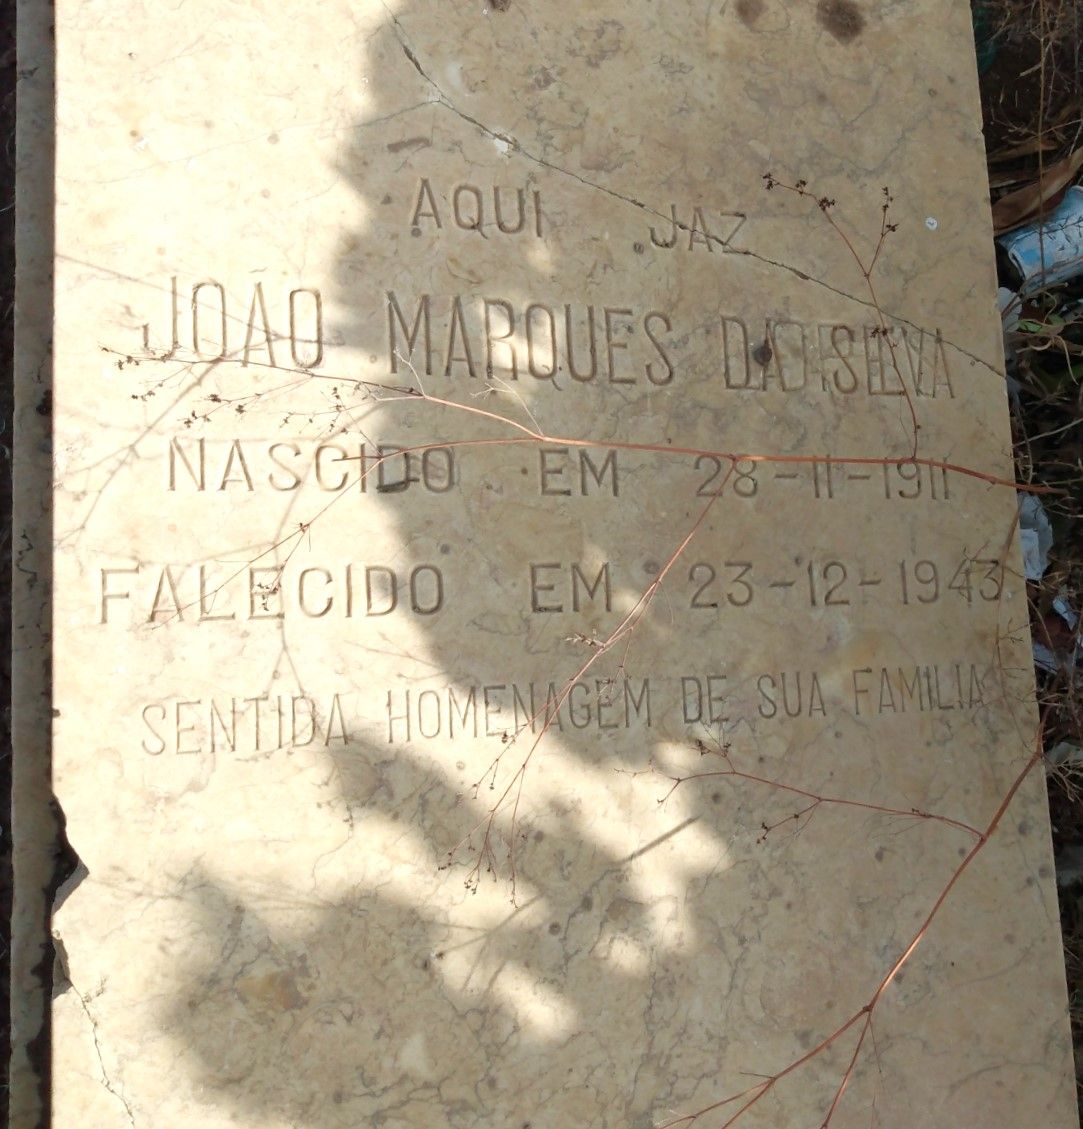 AQUI JAZ
JOÃO MARQUES DA SILVA
NASCIDO EM 28-11-1911
FALECIDO EM 23-12-1943
SENTIDA HOMENAGEM DE SUA FAMILIA